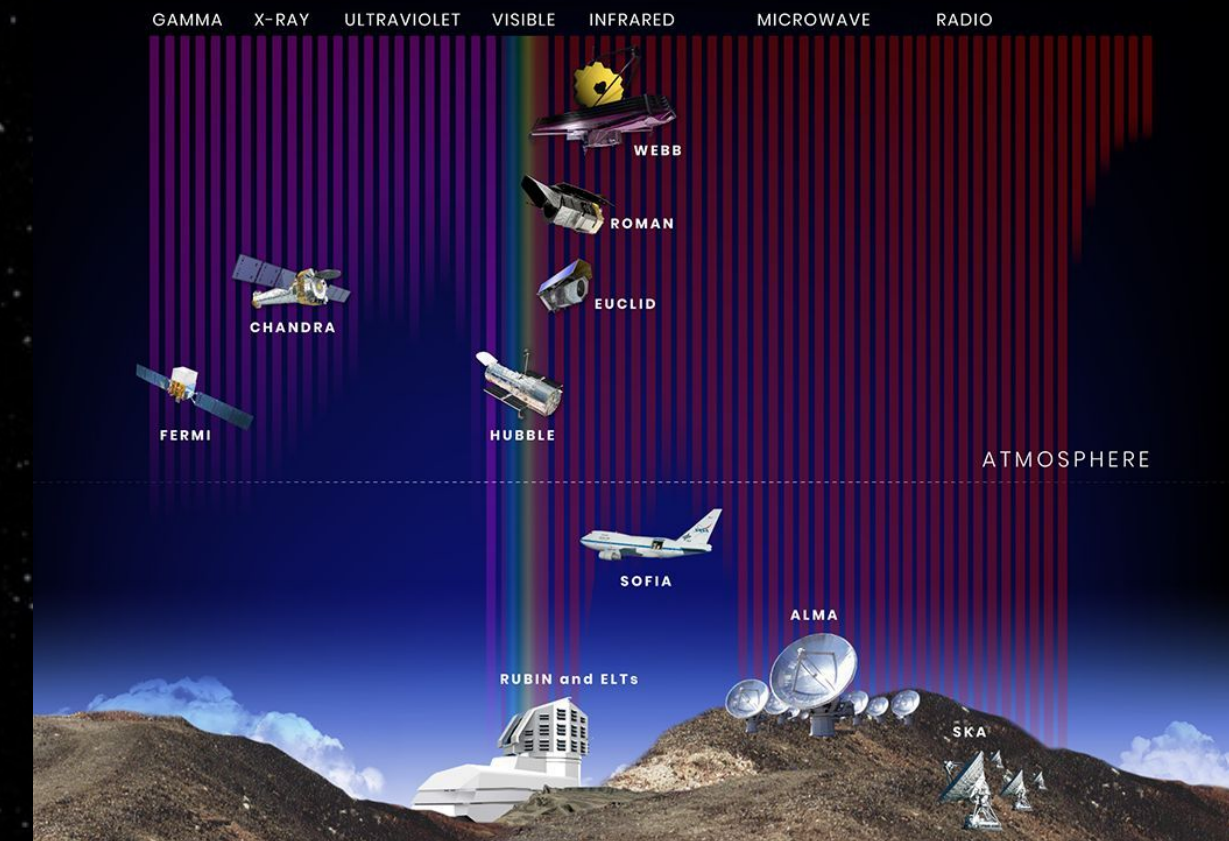 GAMMA X-RAY ULTRAVIOLET VISIBLE INFRARED MICROWAVE RADIO
WEBB
ROMAN
EUCLID
CHANDRA
FERMI
HUBBLE
ATMOSPHERE
SOFIA
ALMA
RUBIN and ELTs
SKA